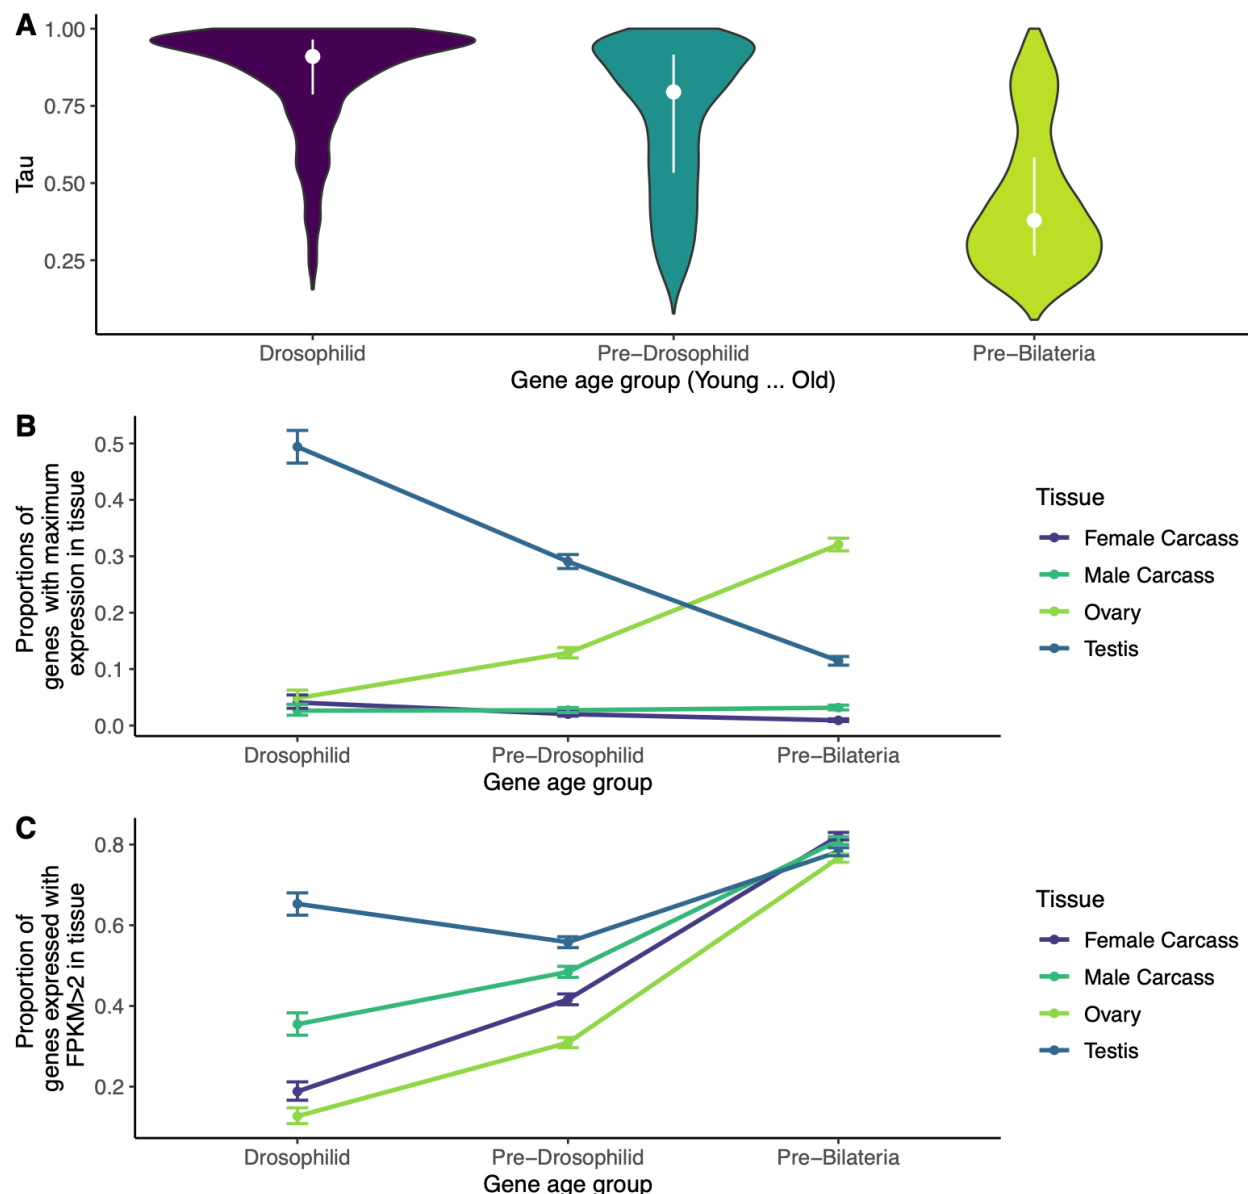 A
1.00
0.75
0.50
0.25
Tau
Drosophilid
Pre−Drosophilid
Pre−Bilateria
Gene age group (Young ... Old)
B
0.5
0.4
0.3
0.2
0.1
0.0
Proportions of
genes with maximum
expression in tissue
Drosophilid
Pre−Drosophilid
Pre−Bilateria
Gene age group
Tissue
Female Carcass
Male Carcass
Ovary
Testis
C
0.8
0.6
0.4
0.2
Proportion of
genes expressed with
FPKM>2 in tissue
Drosophilid
Pre−Drosophilid
Pre−Bilateria
Gene age group
Tissue
Female Carcass
Male Carcass
Ovary
Testis